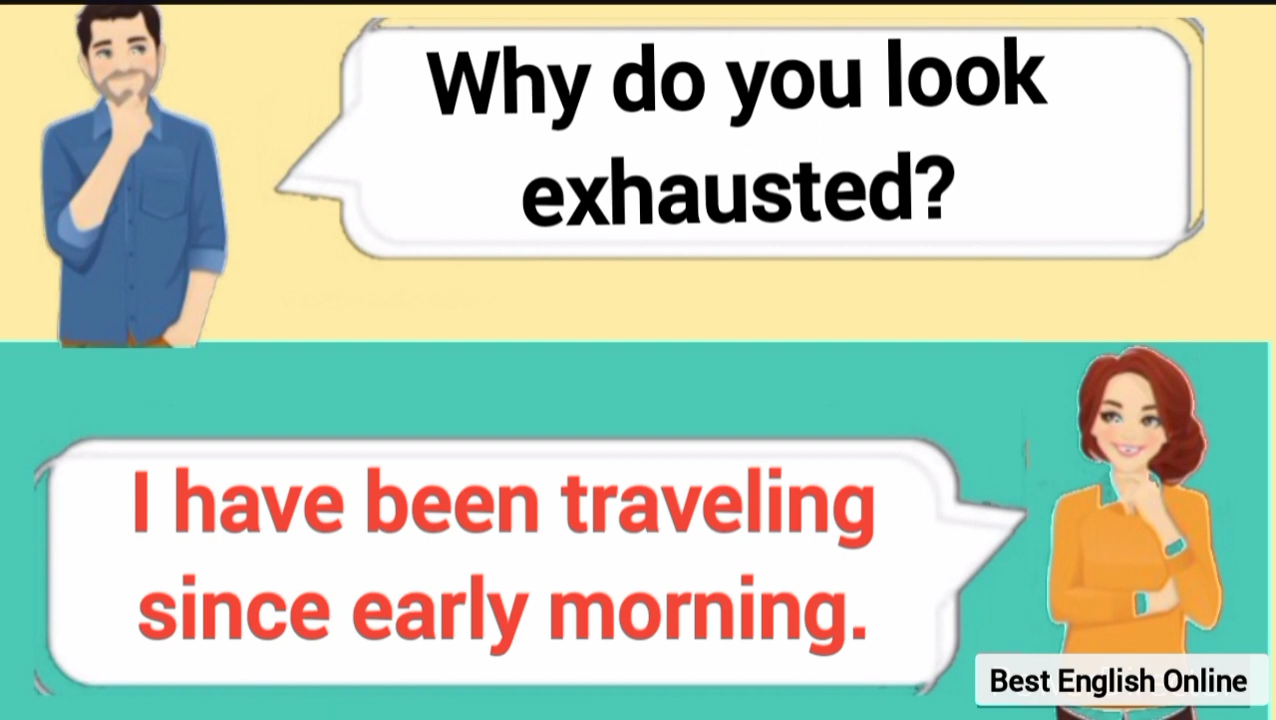 Why do you look
exhausted?
I have been traveling
since early morning.
Best English Online